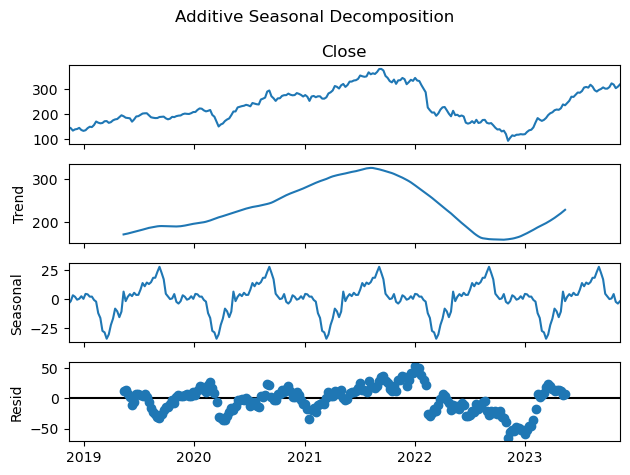 Additive Seasonal Decomposition
Close
300
200
100
Trend
300
200
Seasonal
25
0
−25
Resid
50
0
−50
2019 2020 2021 2022 2023